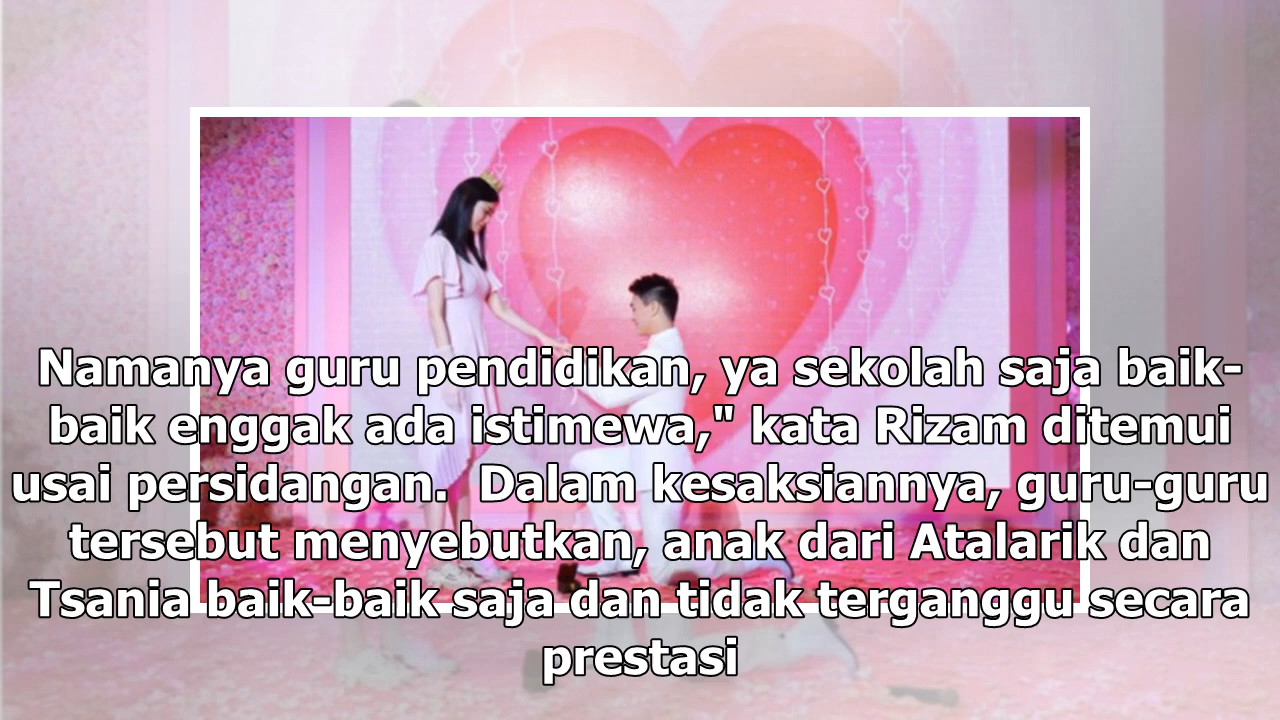 Namanya guru pendidikan, ya sekolah saja baik-
baik enggak ada istimewa," kata Rizam ditemui
usai persidangan.  Dalam kesaksiannya, guru-guru
tersebut menyebutkan, anak dari Atalarik dan
Tsania baik-baik saja dan tidak terganggu secara
prestasi